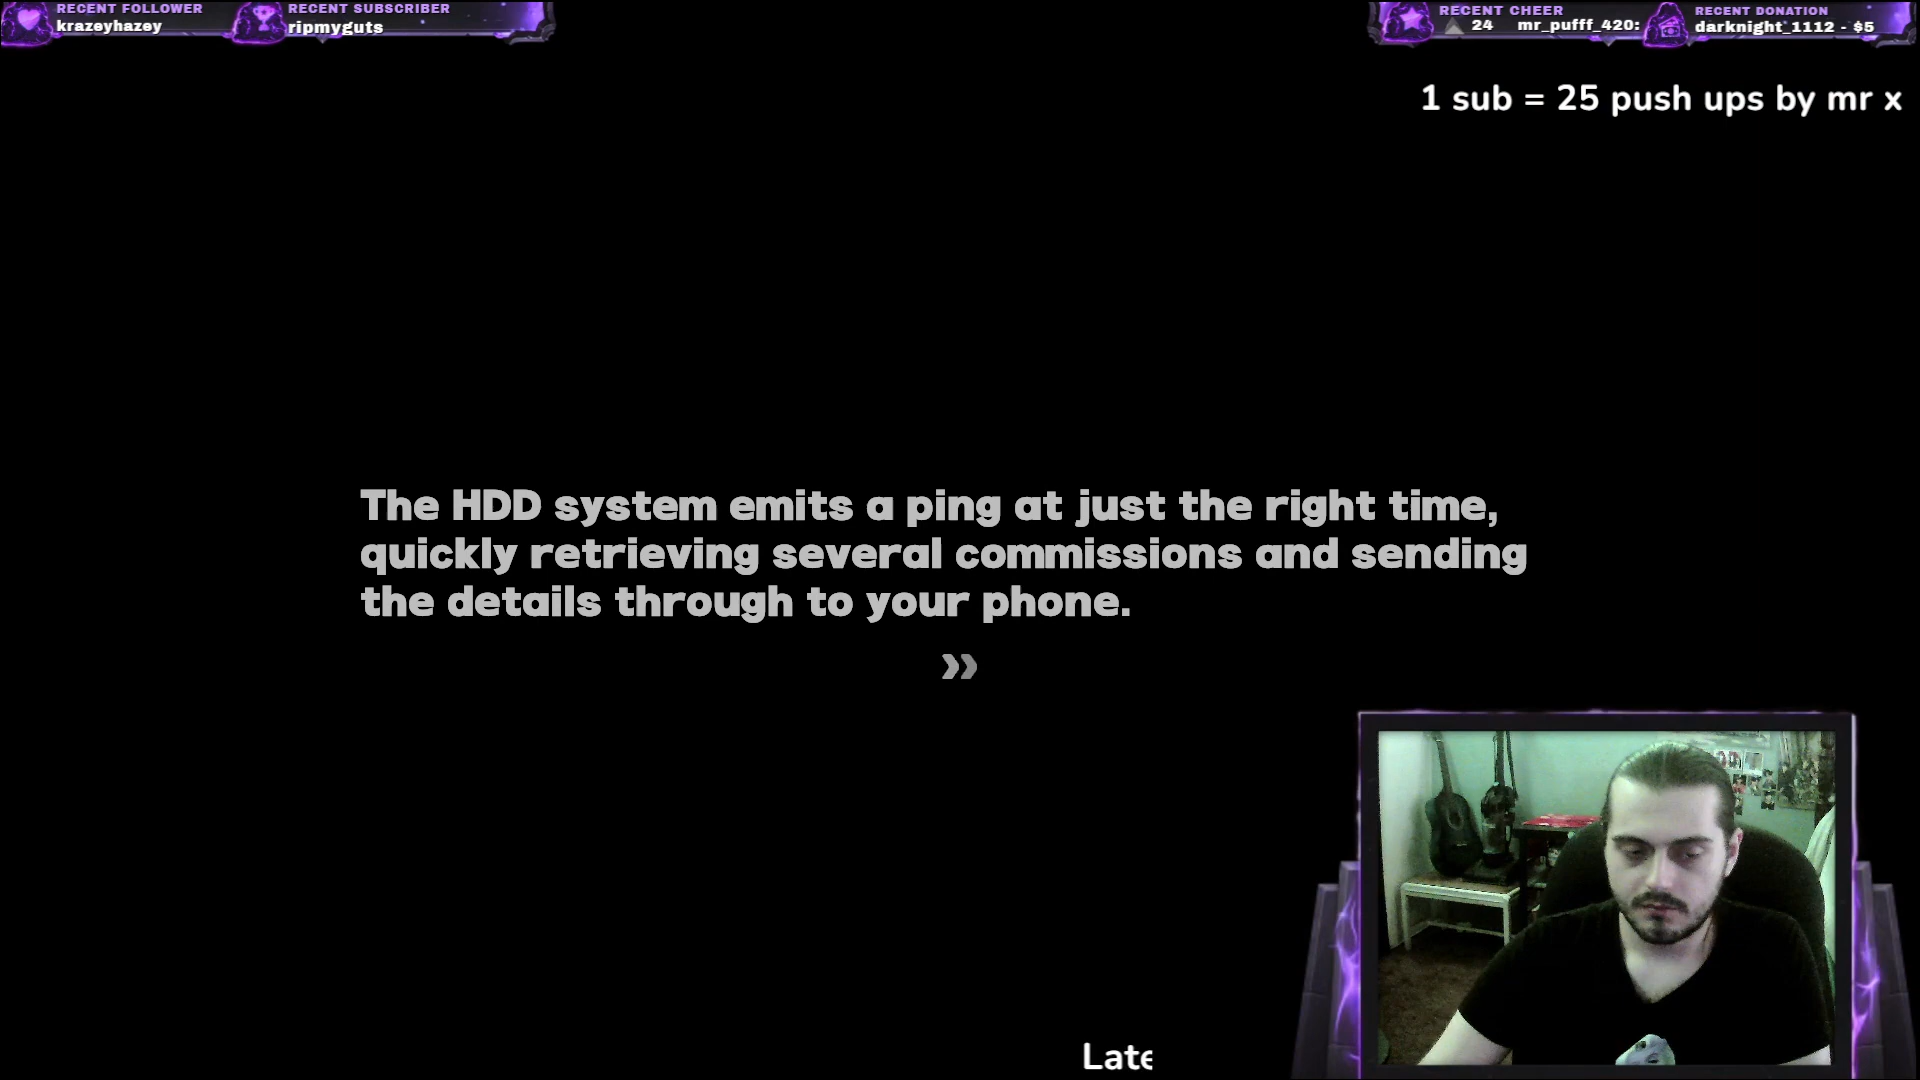 RECENT FOLLOWER
krazeyhazey
RECENT SUBSCRIBER
ripmyguts
RECENT CHEER
24 mr_pufff_420:
RECENT DONATION
darknight_1112 - $5
1 sub = 25 push ups by mr x
The HDD system emits a ping at just the right time,
quickly retrieving several commissions and sending
the details through to your phone.
Late